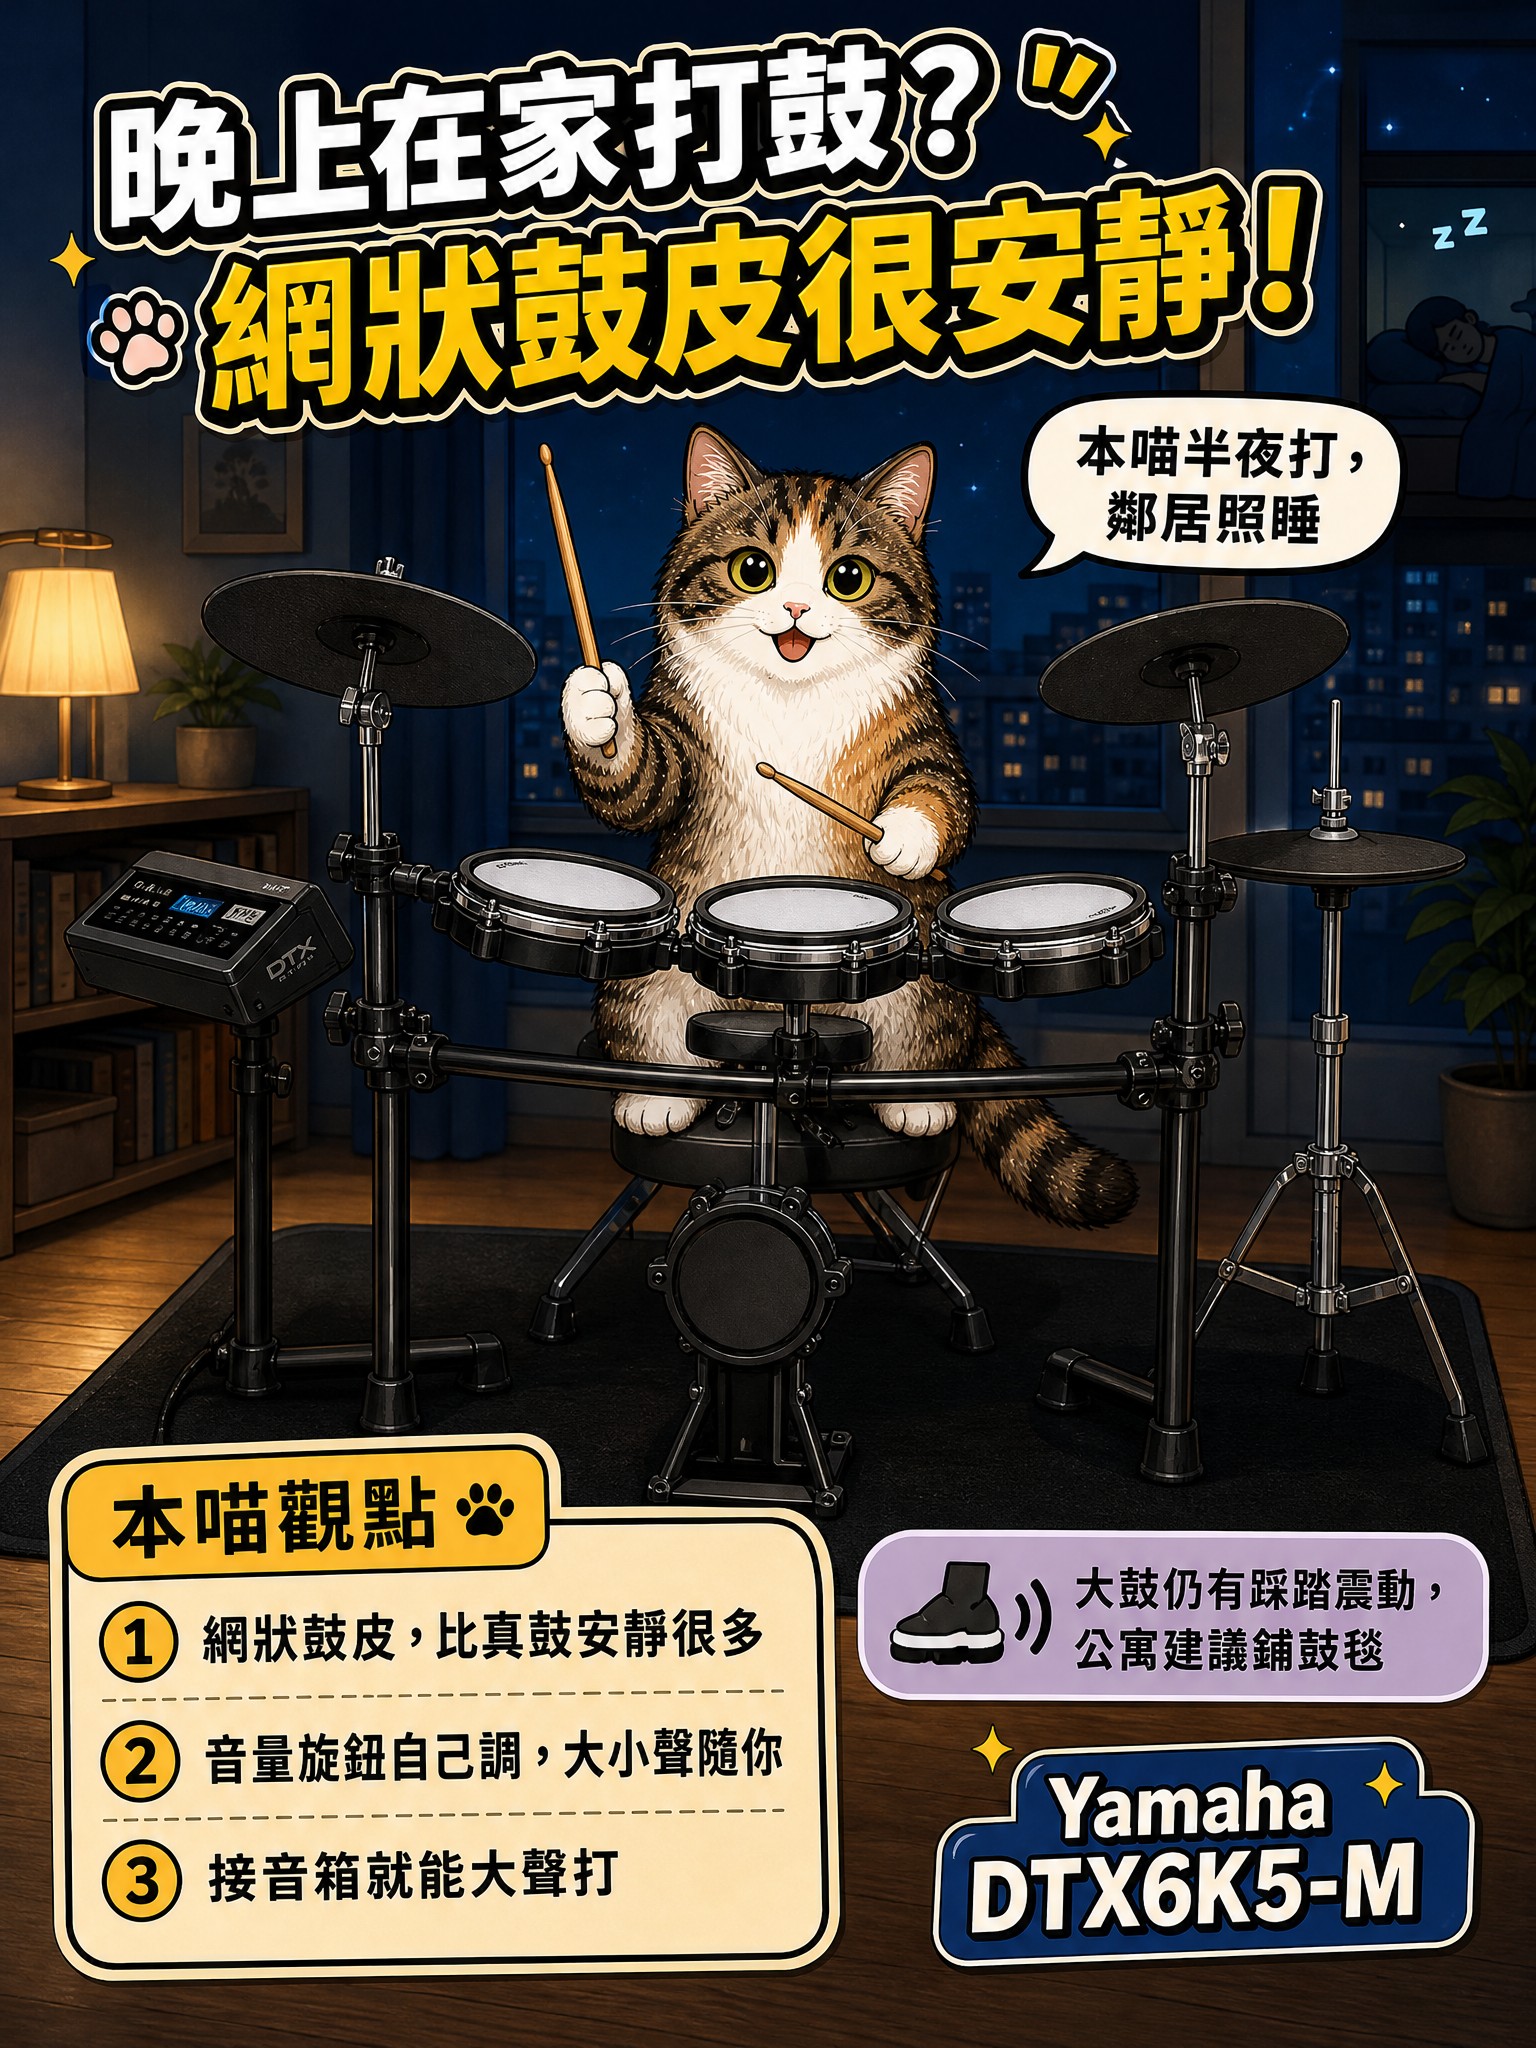 晚上在家打鼓？
網狀鼓皮很安靜！
z z
本喵半夜打，
鄰居照睡
DTX
本喵觀點
1 網狀鼓皮，比真鼓安靜很多
2 音量旋鈕自己調，大小聲隨你
3 接音箱就能大聲打
大鼓仍有踩踏震動，
公寓建議鋪鼓毯
Yamaha
DTX6K5-M